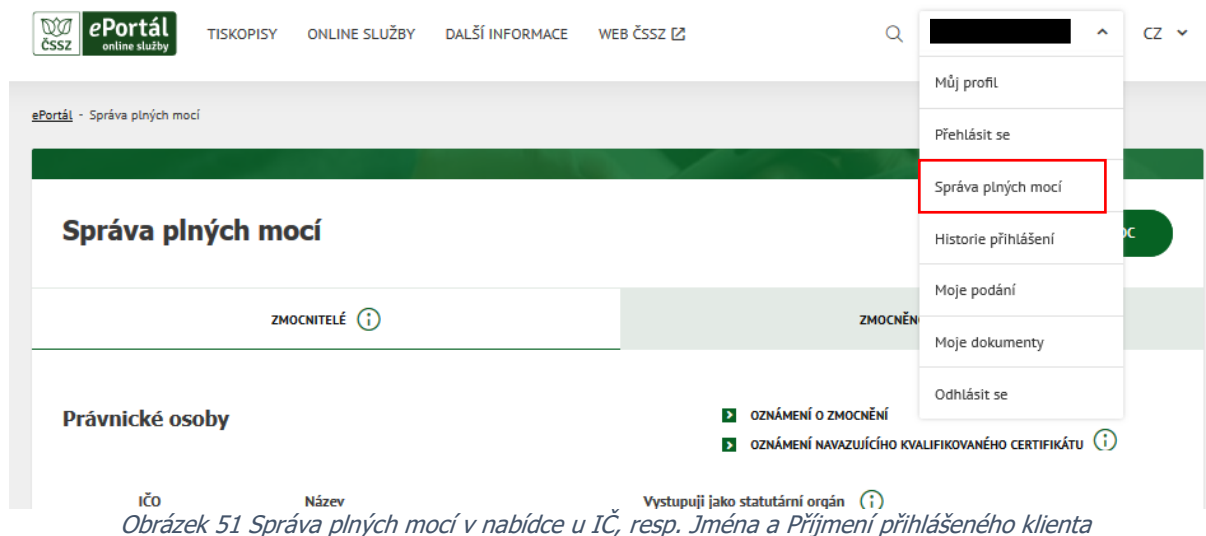 ČSSZ ePortál online služby TISKOPISY ONLINE SLUŽBY DALŠÍ INFORMACE WEB ČSSZ CZ
Můj profil
ePortál - Správa plných mocí
Přehlásit se
Správa plných mocí
Správa plných mocí
Historie přihlášení
Moje podání
ZMOCNITELÉ
Moje dokumenty
Odhlásit se
Právnické osoby
OZNÁMENÍ O ZMOCNĚNÍ
OZNÁMENÍ NAVAZUJÍCÍHO KVALIFIKOVANÉHO CERTIFIKÁTU
IČO Název Vystupuji jako statutární orgán
Obrázek 51 Správa plných mocí v nabídce u IČ, resp. Jména a Příjmení přihlášeného klienta